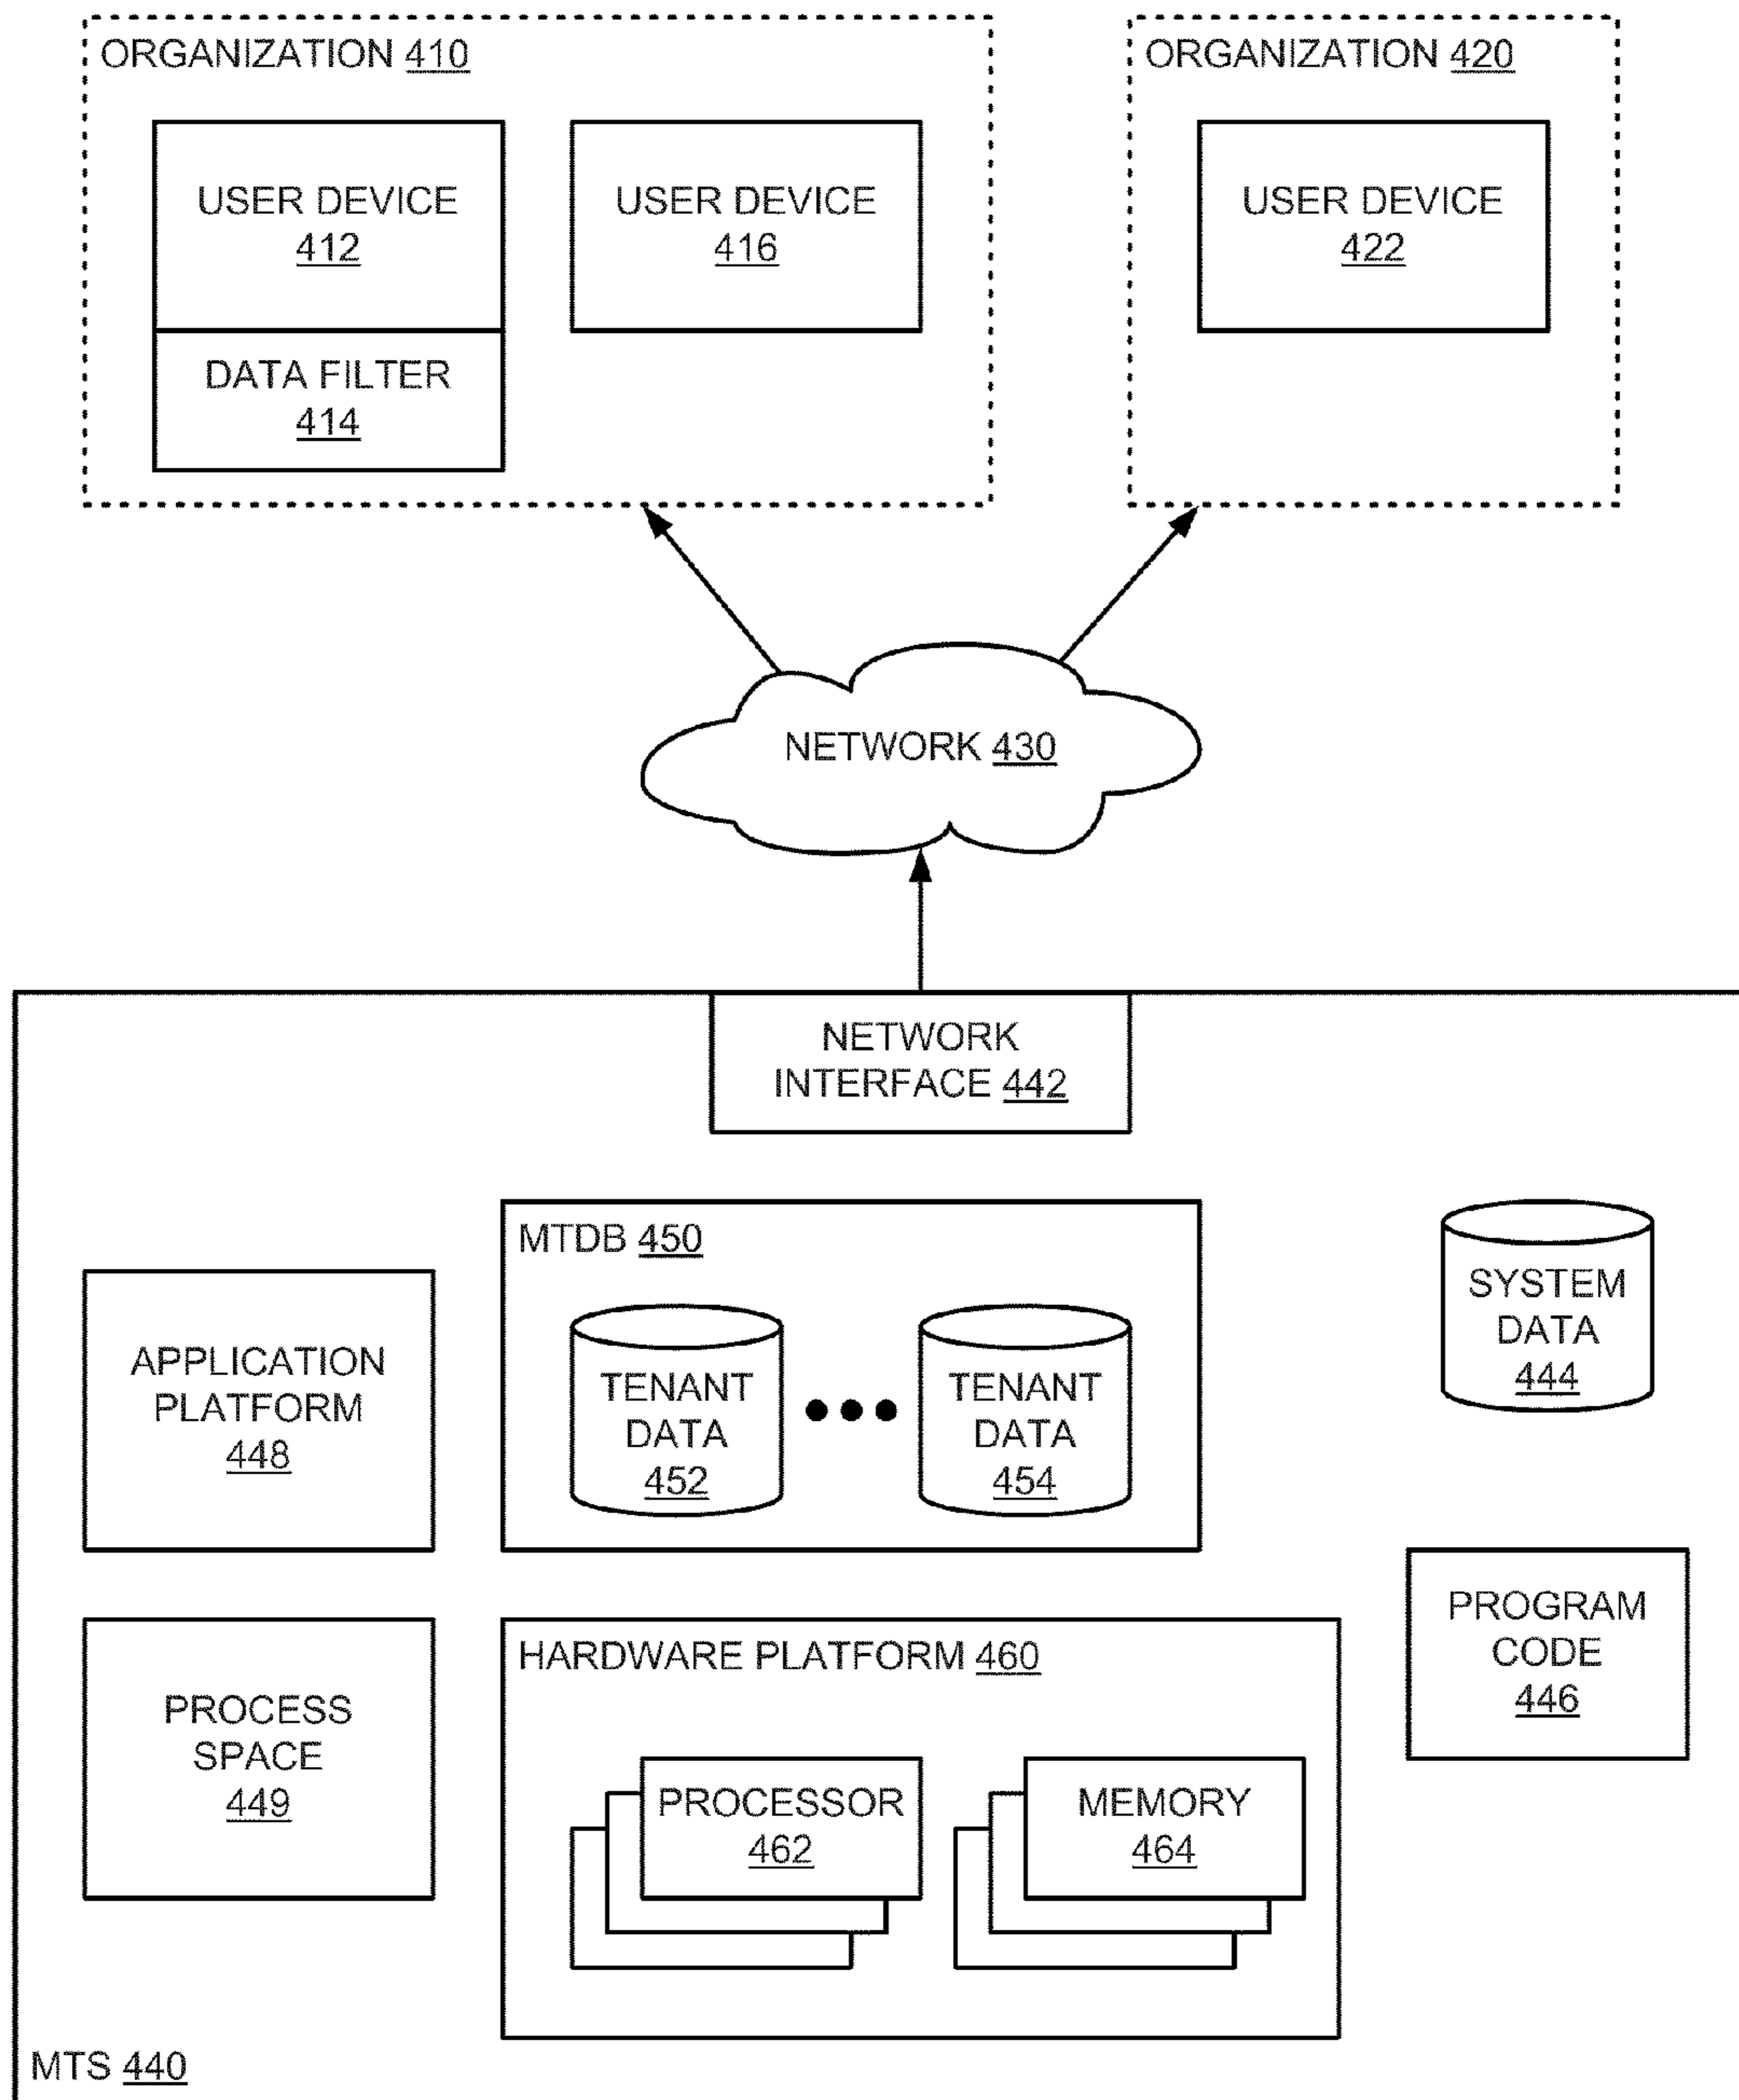 ORGANIZATION 410
USER DEVICE
412
DATA FILTER
414
USER DEVICE
416
ORGANIZATION 420
USER DEVICE
422
NETWORK 430
NETWORK
INTERFACE 442
MTDB 450
TENANT
DATA
452
TENANT
DATA
454
SYSTEM
DATA
444
APPLICATION
PLATFORM
448
PROCESS
SPACE
449
HARDWARE PLATFORM 460
PROCESSOR
462
MEMORY
464
PROGRAM
CODE
446
MTS 440